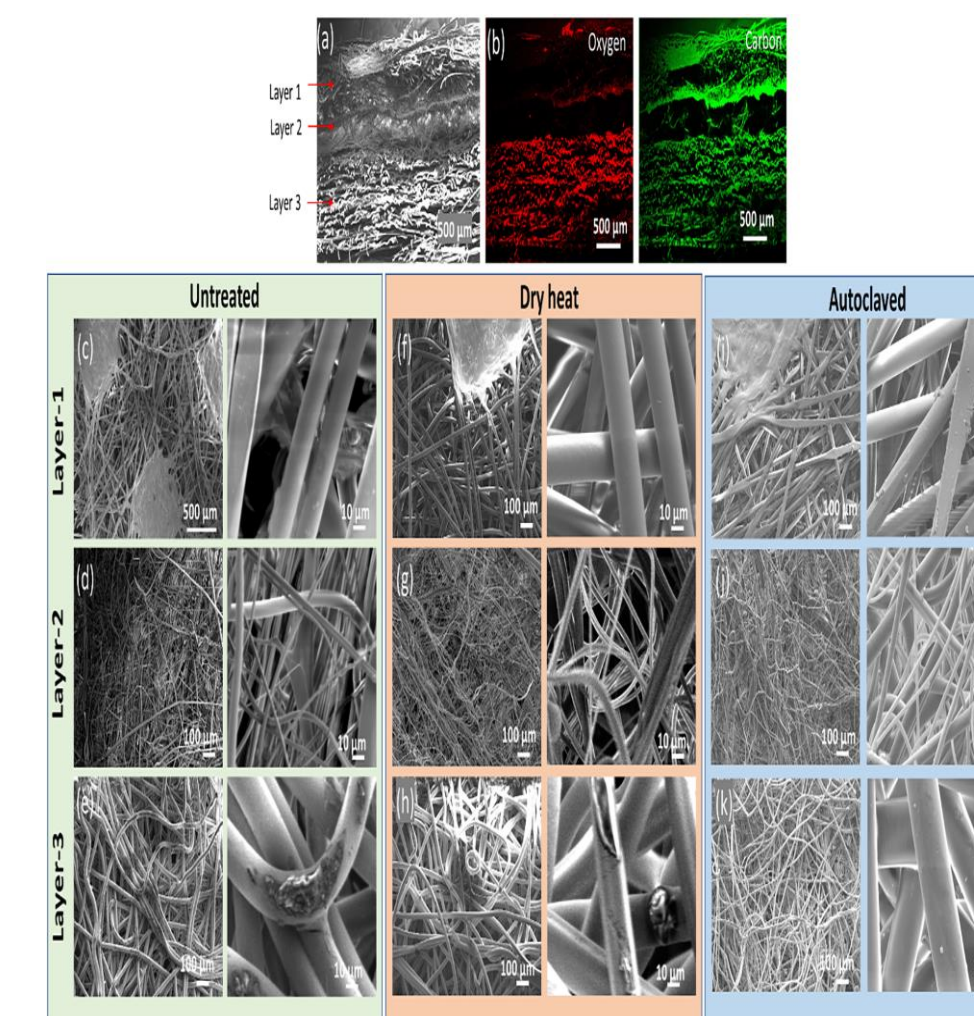 (a)
(b)
Oxygen
Carbon
Layer 1
Layer 2
Layer 3
500 µm
500 µm
500 µm
Untreated
Dry heat
Autoclaved
Layer-1
(c)
500 µm
10 µm
(f)
100 µm
10 µm
(i)
100 µm
Layer-2
(d)
100 µm
10 µm
(g)
100 µm
10 µm
(j)
100 µm
Layer-3
(e)
100 µm
10 µm
(h)
100 µm
10 µm
(k)
100 µm